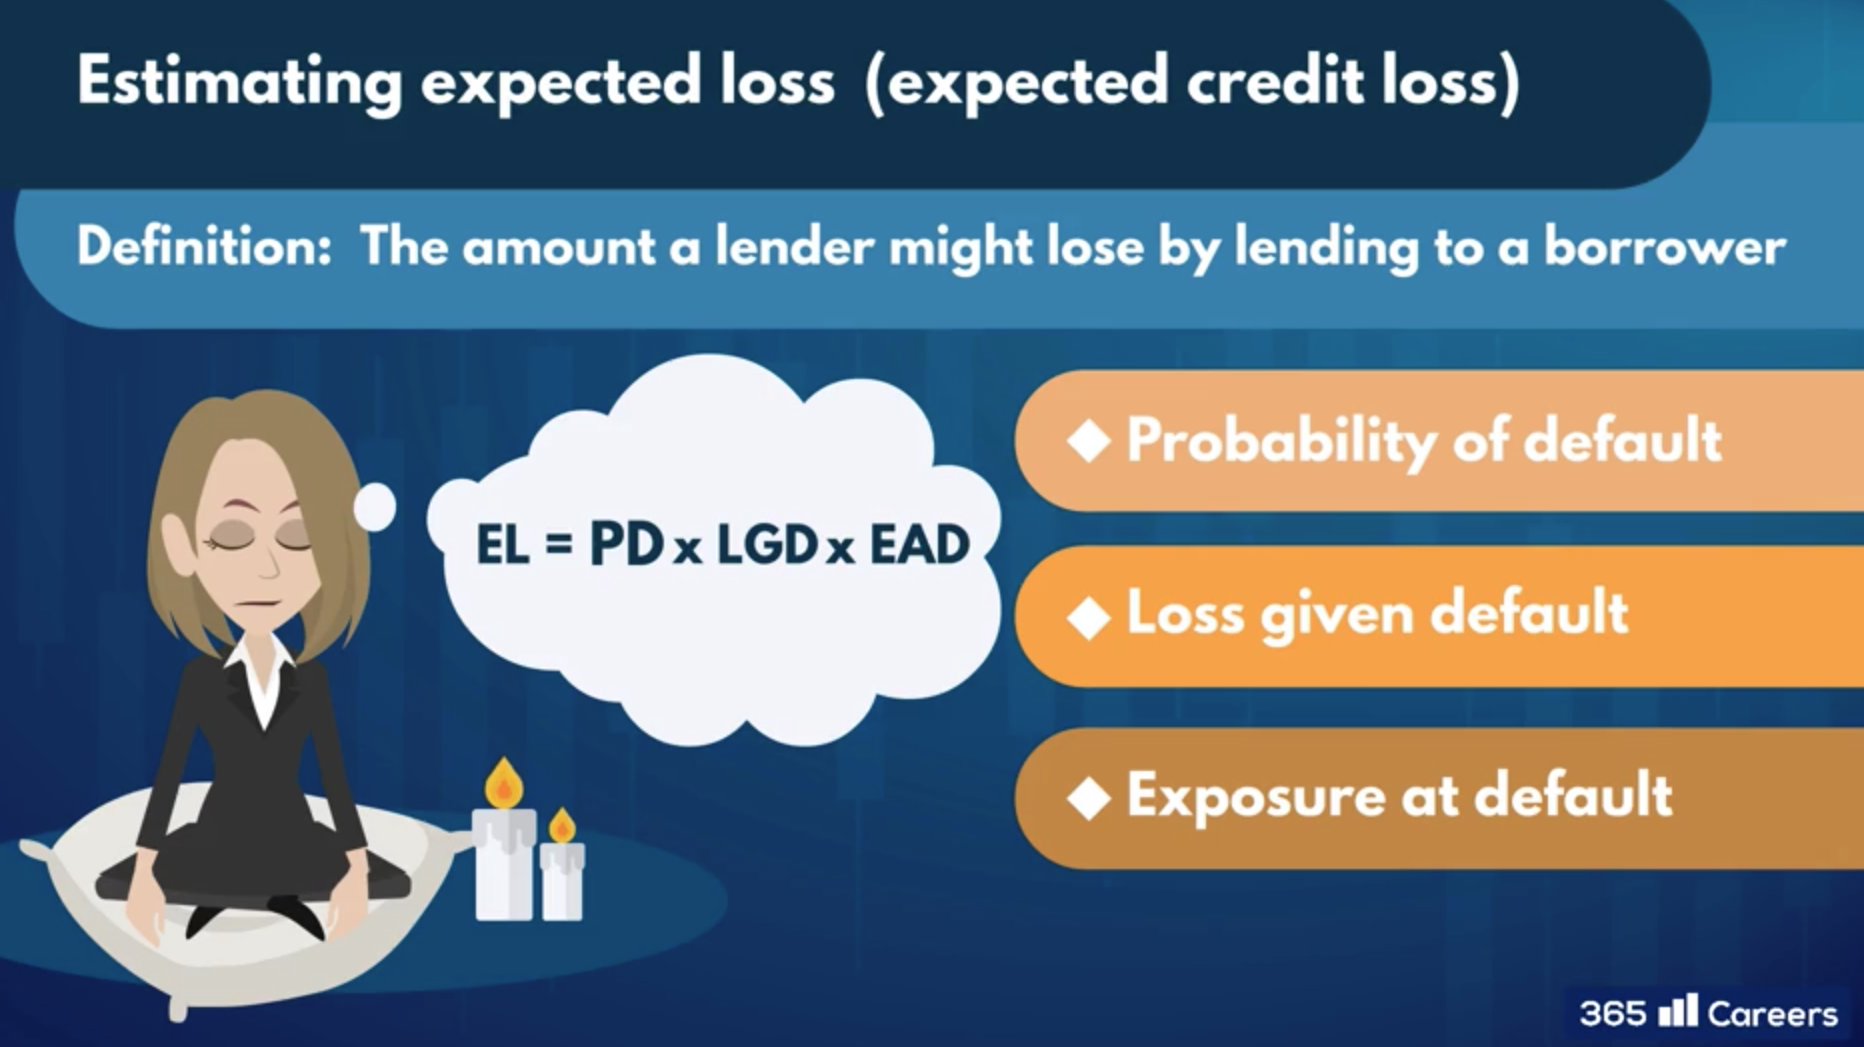 Estimating expected loss (expected credit loss)
Definition: The amount a lender might lose by lending to a borrower
EL = PD x LGD x EAD
Probability of default
Loss given default
Exposure at default
365 Careers